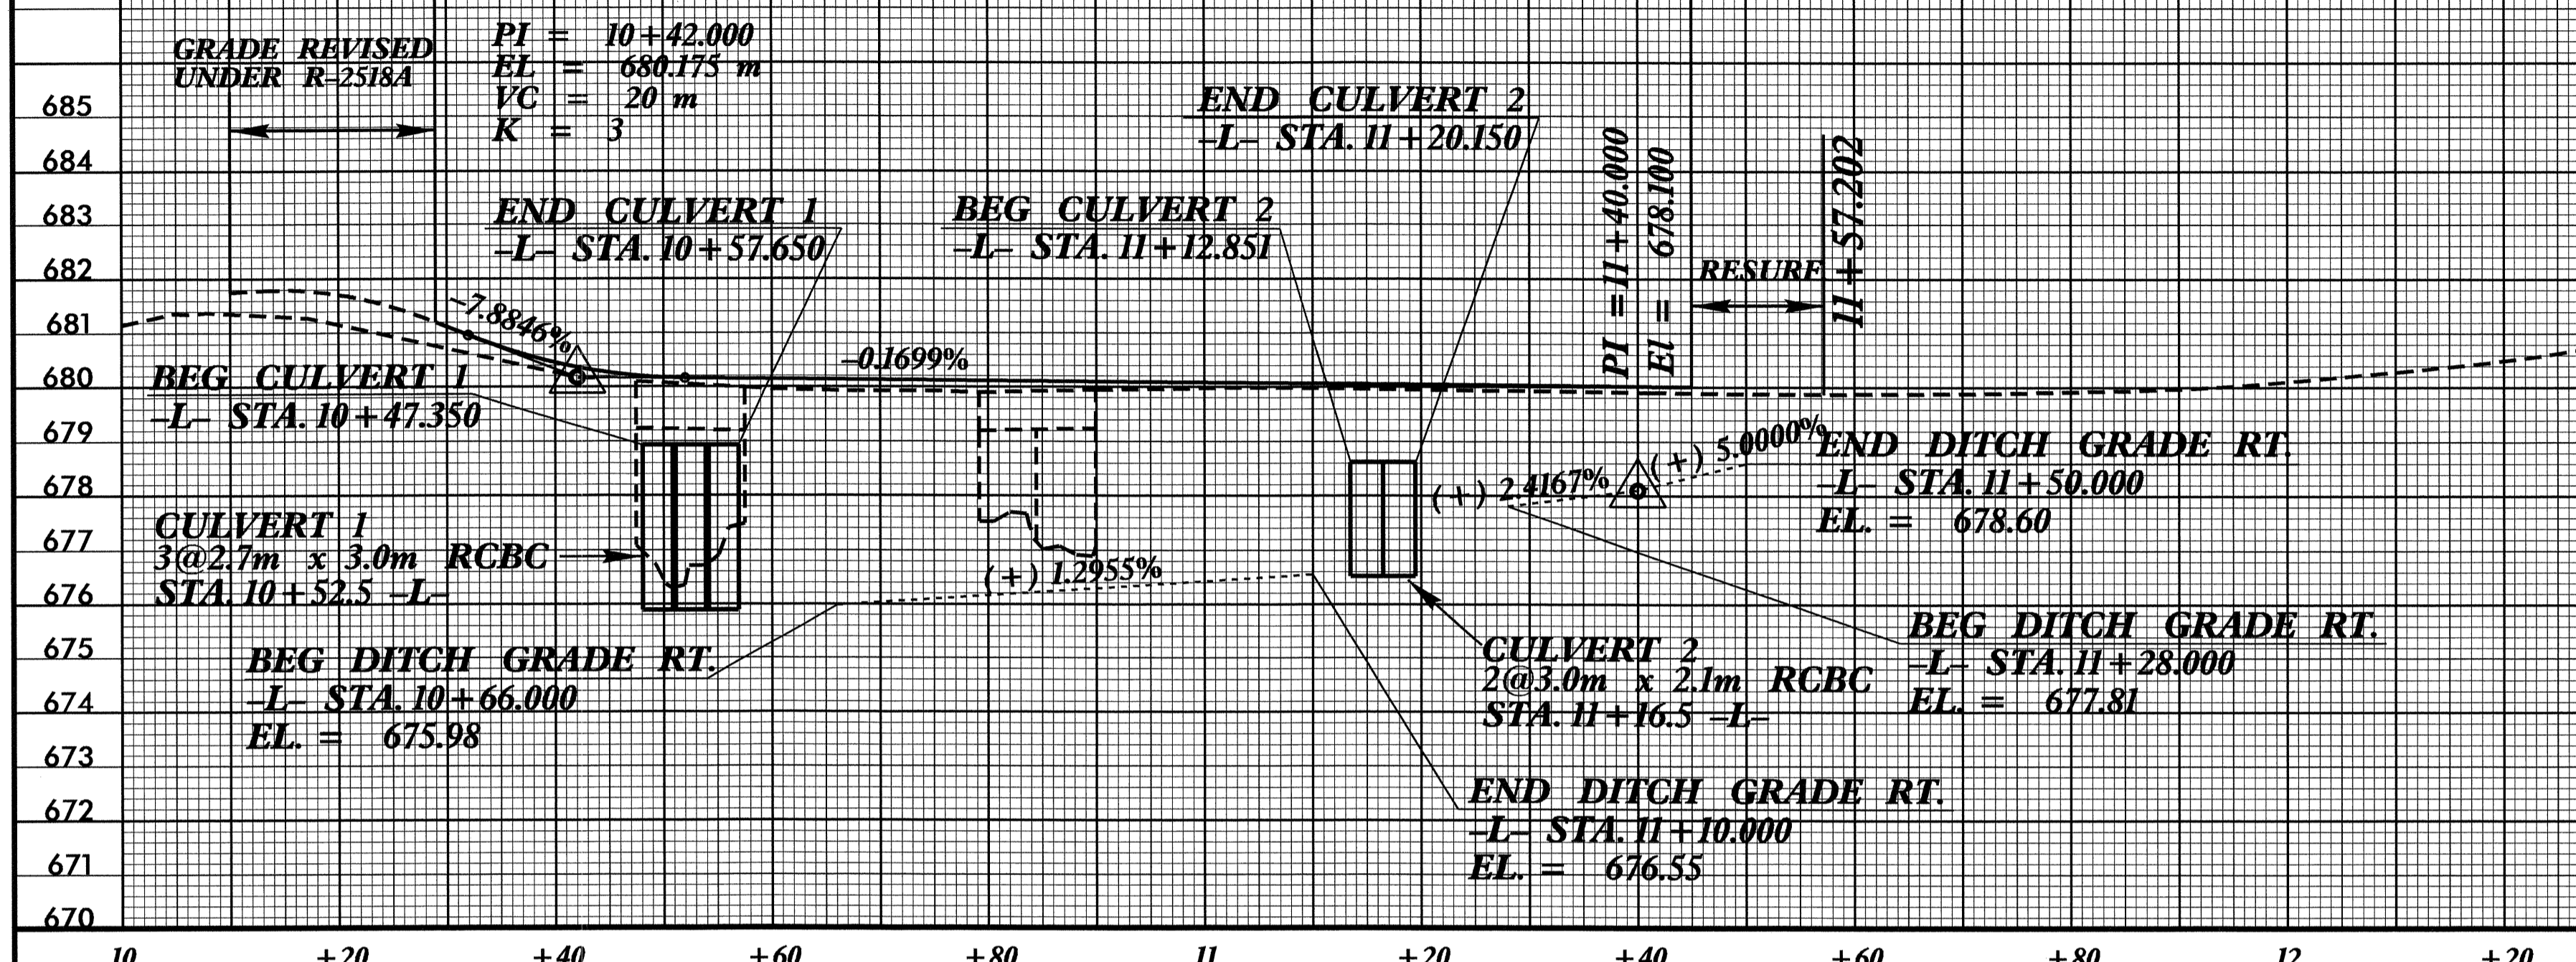 GRADE REVISED
UNDER R-2518A
PI = 10+42.000
EL = 680.175 m
VC = 20 m
K = 3
END CULVERT 2
-L- STA. 11+20.150
END CULVERT 1
-L- STA. 10+57.650
BEG CULVERT 2
-L- STA. 11+12.851
PI = 11+40.000
El = 678.100
RESURF
11+57.202
685
684
683
682
681
680
679
678
677
676
675
674
673
672
671
670
-7.8846%
-0.1699%
BEG CULVERT 1
-L- STA. 10+47.350
(+) 2.4167%
(+) 5.0000%
END DITCH GRADE RT.
-L- STA. 11+50.000
EL. = 678.60
CULVERT 1
3@2.7m x 3.0m RCBC
STA. 10+52.5 -L-
(+) 1.2955%
BEG DITCH GRADE RT.
-L- STA. 10+66.000
EL. = 675.98
CULVERT 2
2@3.0m x 2.1m RCBC
STA. 11+16.5 -L-
BEG DITCH GRADE RT.
-L- STA. 11+28.000
EL. = 677.81
END DITCH GRADE RT.
-L- STA. 11+10.000
EL. = 676.55
10 +20 +40 +60 +80 11 +20 +40 +60 +80 12 +20